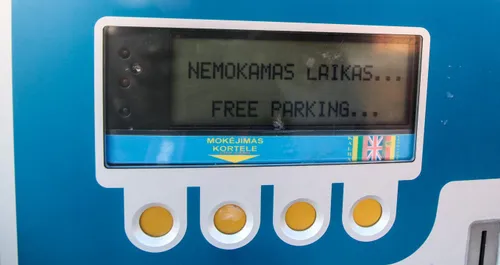 NEMOKAMAS LAIKAS...
FREE PARKING...
MOKĖJIMAS
KORTELE